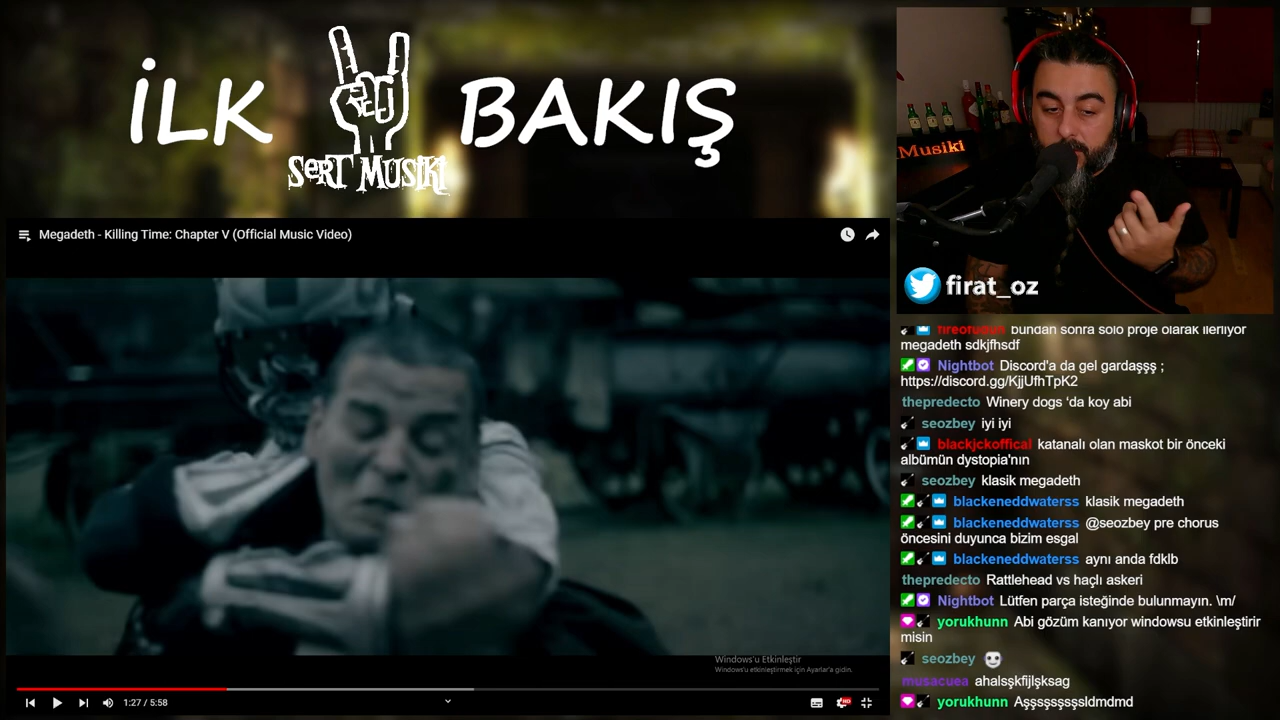 İLK BAKIŞ
SERT MUSIKI
Megadeth - Killing Time: Chapter V (Official Music Video)
Windows'u Etkinleştir
Windows'u etkinleştirmek için Ayarlar'a gidin.
1:27 / 5:58
HD
Musiki
firat_oz
bundan sonra solo proje olarak ilerliyor
megadeth sdkjfhsdf
Nightbot Discord'a da gel gardaşşş ;
https://discord.gg/KjjUfhTpK2
thepredecto Winery dogs ‘da koy abi
seozbey iyi iyi
blackjckoffical katanalı olan maskot bir önceki
albümün dystopia'nın
seozbey klasik megadeth
blackeneddwaterss klasik megadeth
blackeneddwaterss @seozbey pre chorus
öncesini duyunca bizim esgal
blackeneddwaterss aynı anda fdklb
thepredecto Rattlehead vs haçlı askeri
Nightbot Lütfen parça isteğinde bulunmayın. \m/
yorukhunn Abi gözüm kanıyor windowsu etkinleştirir
misin
seozbey
musacuea ahalsşkfijlşksag
yorukhunn Aşşsşsşsşsldmdmd